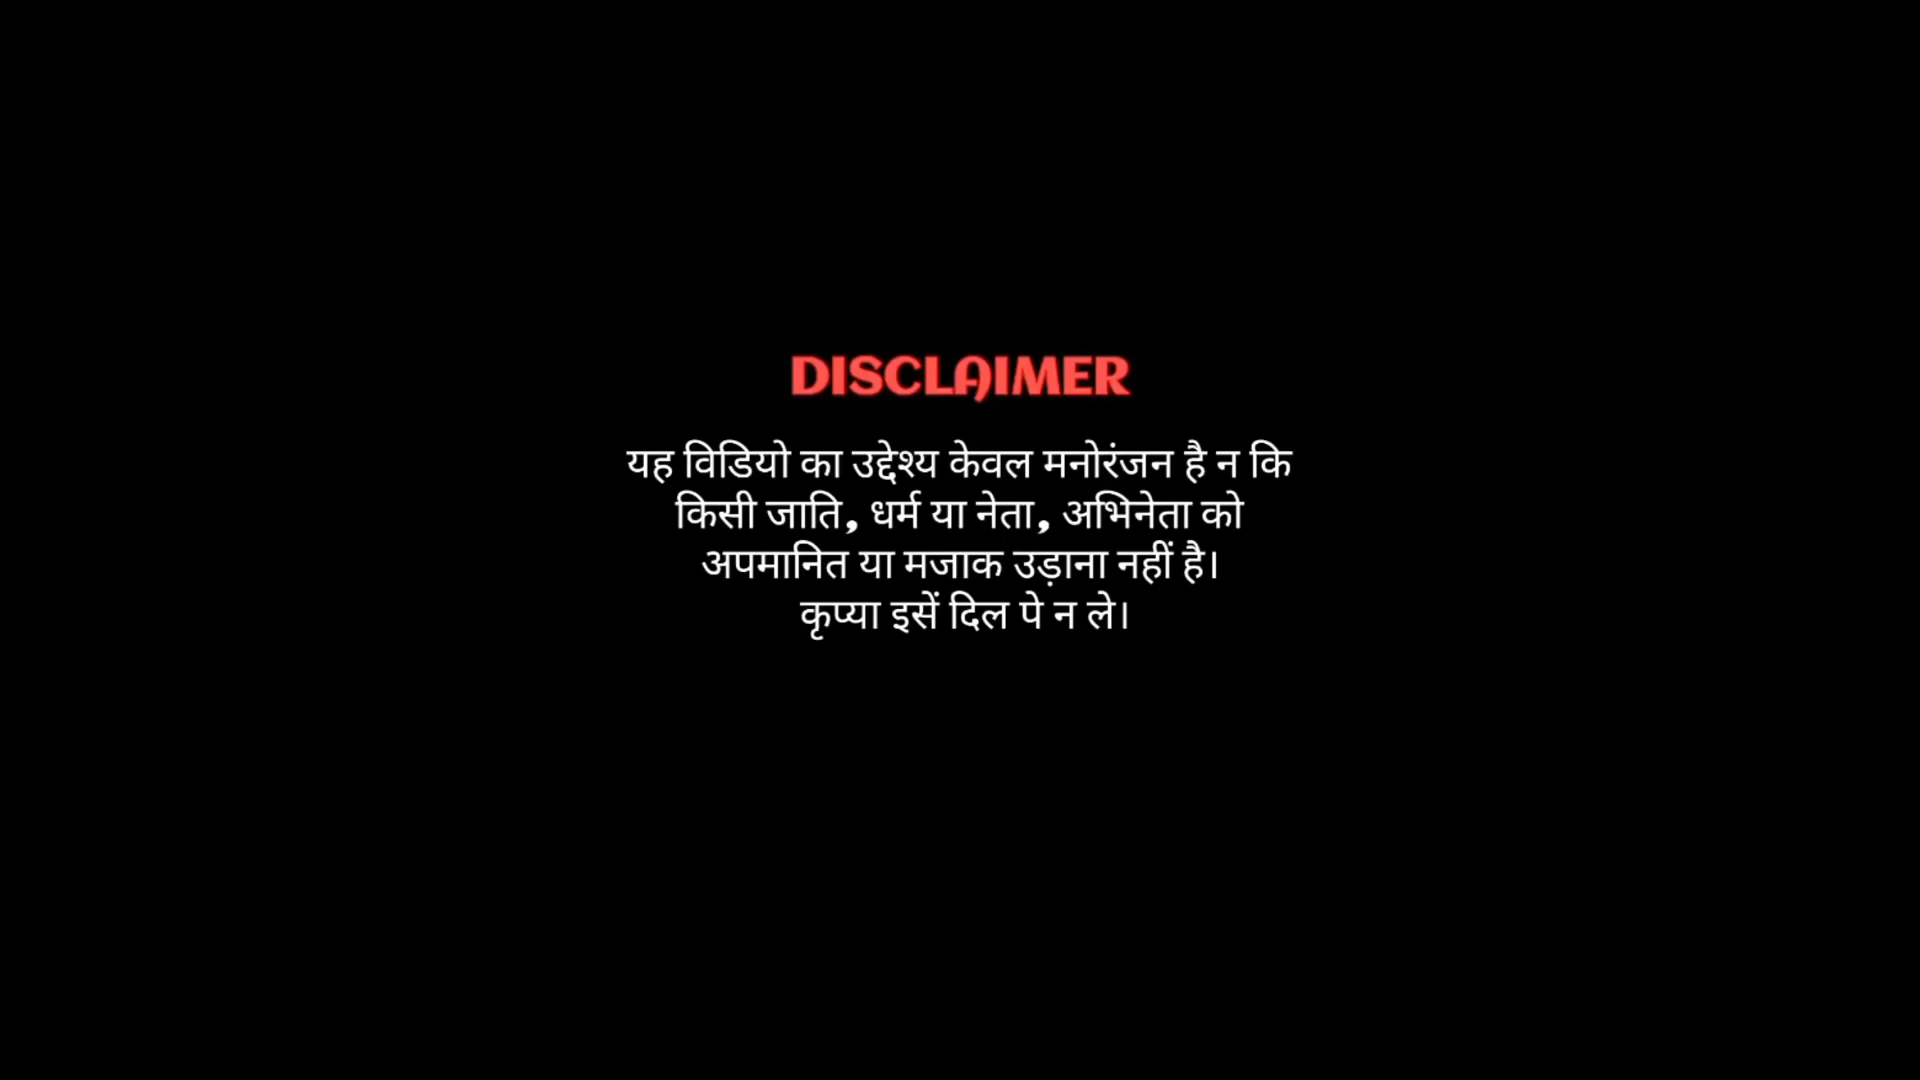 DISCLAIMER
यह विडियो का उद्देश्य केवल मनोरंजन है न कि
किसी जाति, धर्म या नेता, अभिनेता को
अपमानित या मजाक उड़ाना नहीं है।
कृप्या इसें दिल पे न ले।